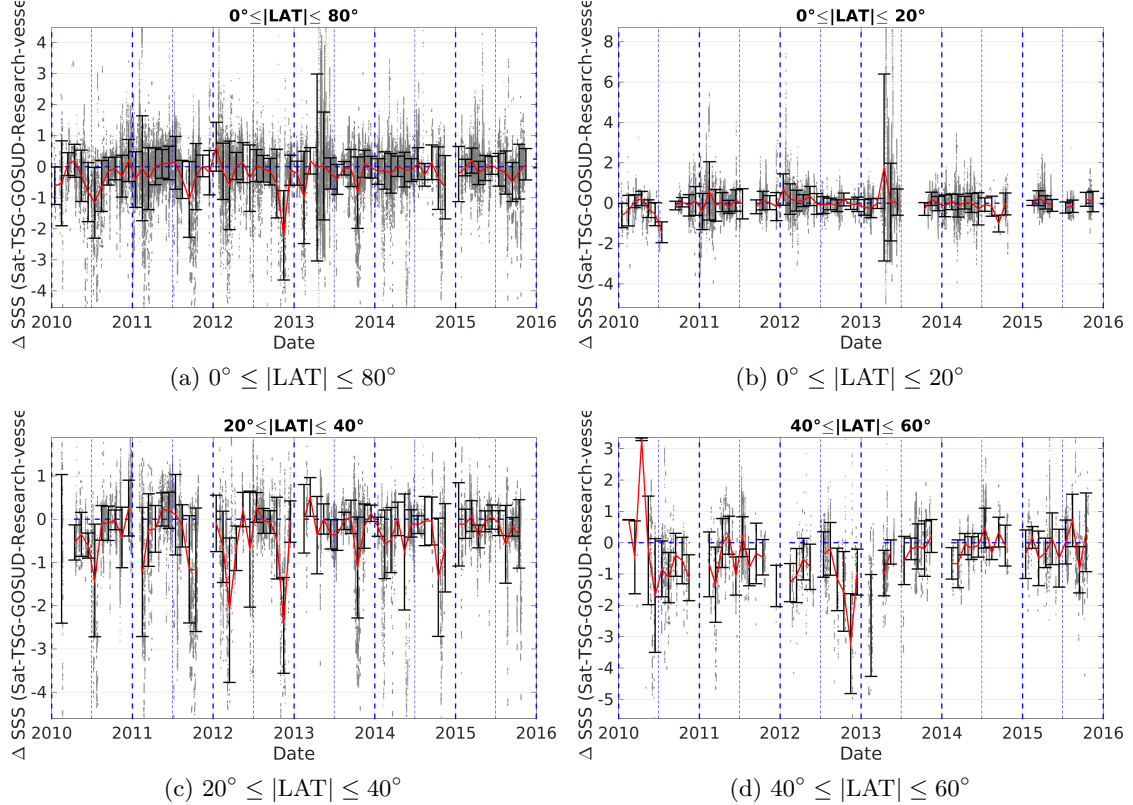 0°≤|LAT|≤ 80°
Δ SSS (Sat-TSG-GOSUD-Research-vesse
4
3
2
1
0
-1
-2
-3
-4
2010 2011 2012 2013 2014 2015 2016
Date
(a) 0° ≤ |LAT| ≤ 80°
0°≤|LAT|≤ 20°
Δ SSS (Sat-TSG-GOSUD-Research-vesse
8
6
4
2
0
-2
-4
2010 2011 2012 2013 2014 2015 2016
Date
(b) 0° ≤ |LAT| ≤ 20°
20°≤|LAT|≤ 40°
Δ SSS (Sat-TSG-GOSUD-Research-vesse
1
0
-1
-2
-3
-4
2010 2011 2012 2013 2014 2015 2016
Date
(c) 20° ≤ |LAT| ≤ 40°
40°≤|LAT|≤ 60°
Δ SSS (Sat-TSG-GOSUD-Research-vesse
3
2
1
0
-1
-2
-3
-4
-5
2010 2011 2012 2013 2014 2015 2016
Date
(d) 40° ≤ |LAT| ≤ 60°